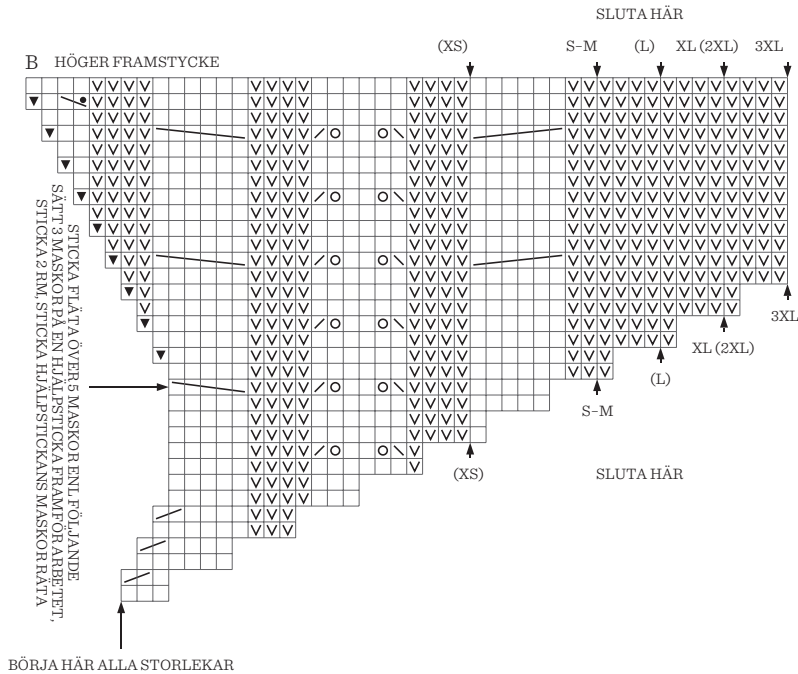 SLUTA HÄR
(XS) S-M (L) XL (2XL) 3XL
B HÖGER FRAMSTYCKE
STICKA FLÄTA ÖVER 5 MASKOR ENL FÖLJANDE
SÄTT 3 MASKOR PÅ EN HJÄLPSTICKA FRAMFÖR ARBETET,
STICKA 2 RM, STICKA HJÄLPSTICKANS MASKOR RÄTA
3XL
XL (2XL)
(L)
S-M
(XS)
SLUTA HÄR
BÖRJA HÄR ALLA STORLEKAR